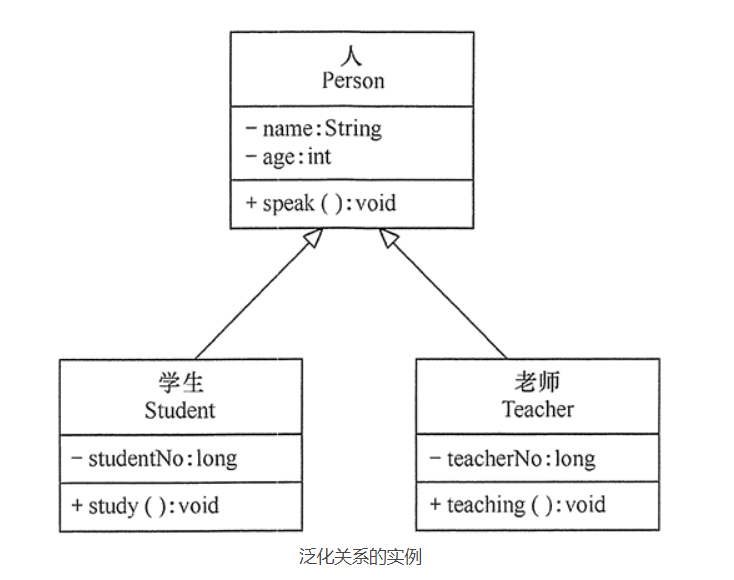 人
Person
- name:String
- age:int
+ speak ( ):void
学生
Student
- studentNo:long
+ study ( ):void
老师
Teacher
- teacherNo:long
+ teaching ( ):void
泛化关系的实例